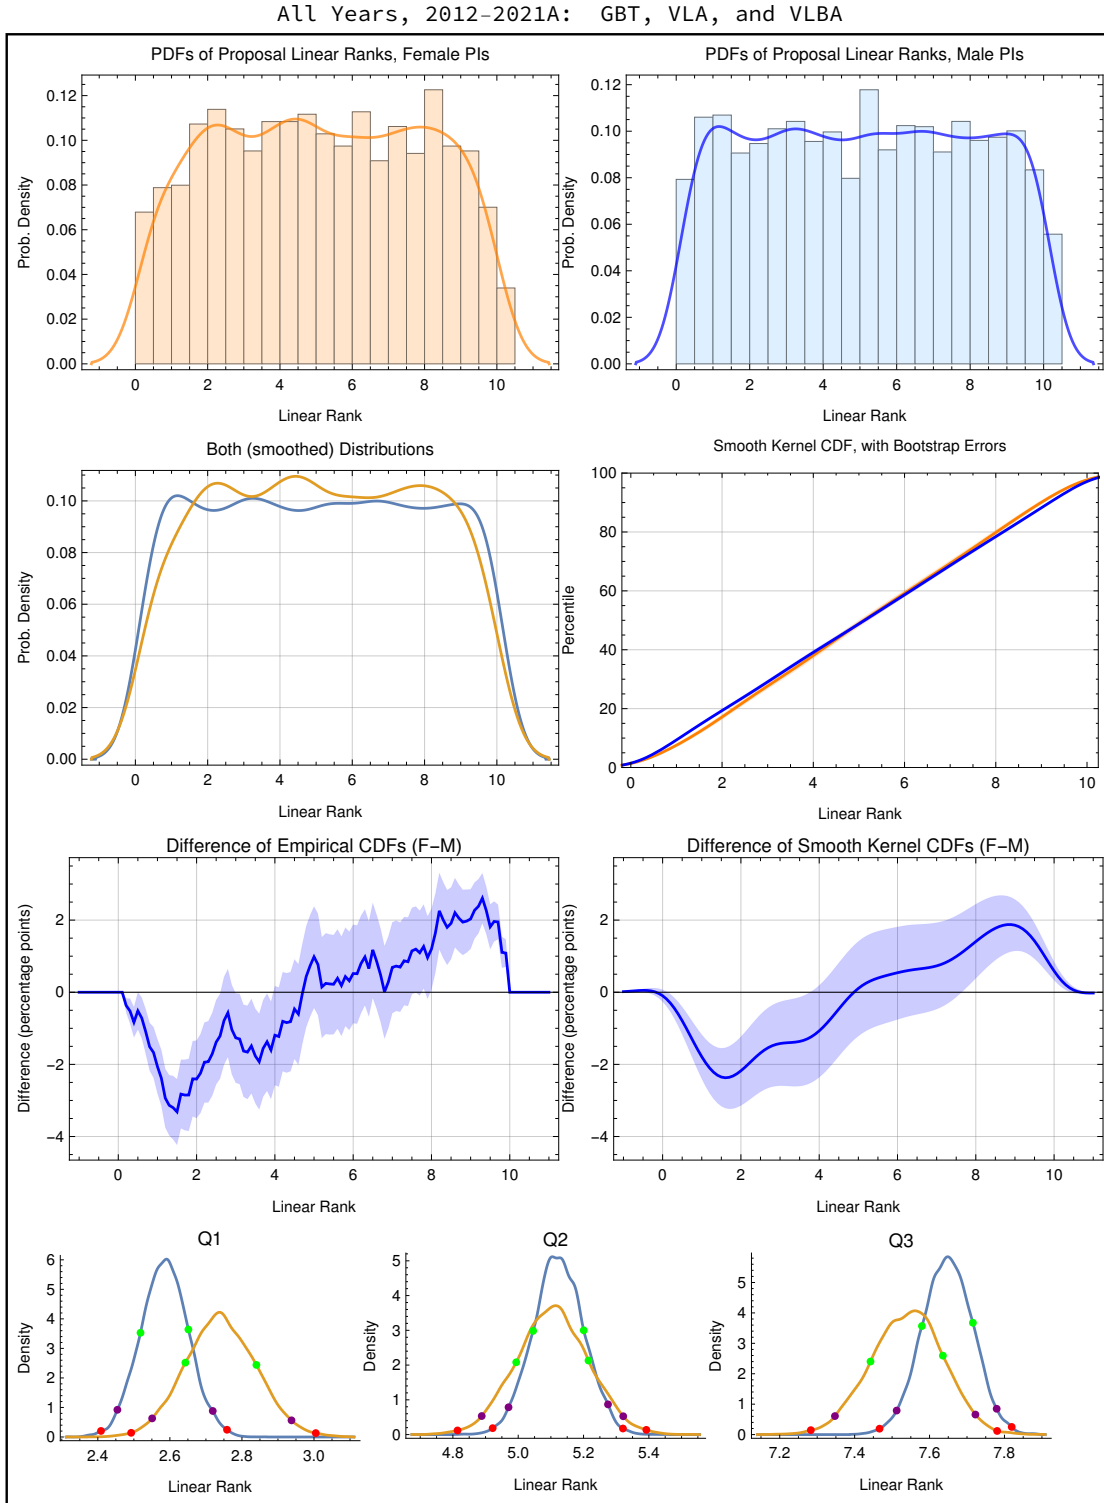 All Years, 2012–2021A:  GBT, VLA, and VLBA
PDFs of Proposal Linear Ranks, Female PIs
Prob. Density
0.12
0.10
0.08
0.06
0.04
0.02
0.00
0 2 4 6 8 10
Linear Rank
PDFs of Proposal Linear Ranks, Male PIs
Prob. Density
0.12
0.10
0.08
0.06
0.04
0.02
0.00
0 2 4 6 8 10
Linear Rank
Both (smoothed) Distributions
Prob. Density
0.10
0.08
0.06
0.04
0.02
0.00
0 2 4 6 8 10
Linear Rank
Smooth Kernel CDF, with Bootstrap Errors
Percentile
100
80
60
40
20
0
0 2 4 6 8 10
Linear Rank
Difference of Empirical CDFs (F−M)
Difference (percentage points)
2
0
−2
−4
0 2 4 6 8 10
Linear Rank
Difference of Smooth Kernel CDFs (F−M)
Difference (percentage points)
2
0
−2
−4
0 2 4 6 8 10
Linear Rank
Q1
Density
6
5
4
3
2
1
0
2.4 2.6 2.8 3.0
Linear Rank
Q2
Density
5
4
3
2
1
0
4.8 5.0 5.2 5.4
Linear Rank
Q3
Density
5
4
3
2
1
0
7.2 7.4 7.6 7.8
Linear Rank